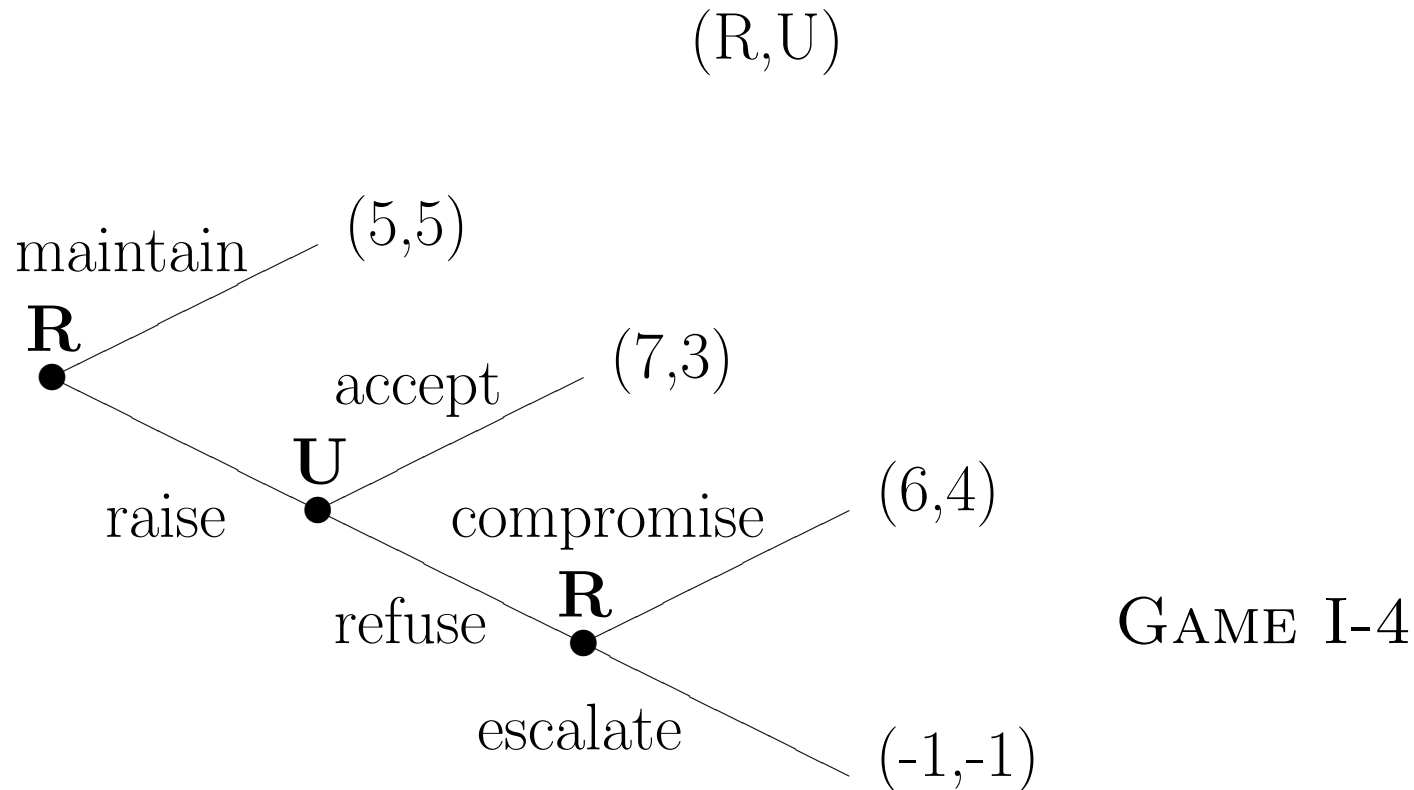 (R,U)
(5,5)
maintain
R
(7,3)
accept
U
(6,4)
raise
compromise
R
refuse
GAME I-4
escalate
(-1,-1)